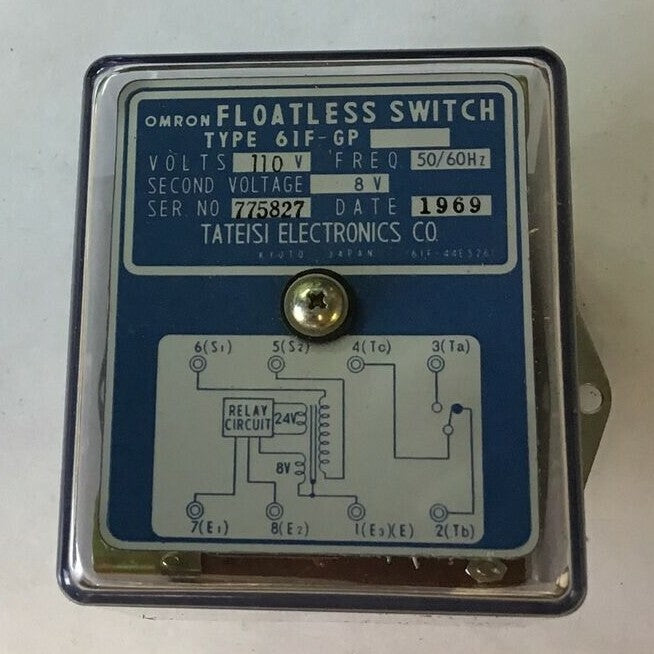 OMRON FLOATLESS SWITCH
TYPE 61F-GP
VOLTS 110 V FREQ 50/60Hz
SECOND VOLTAGE 8 V
SER. NO 775827 DATE 1969
TATEISI ELECTRONICS CO.
KYOTO JAPAN
6(S1) 5(S2) 4(Tc) 3(Ta)
RELAY
CIRCUIT
24V
8V
7(E1) 8(E2) 1(E3)(E) 2(Tb)